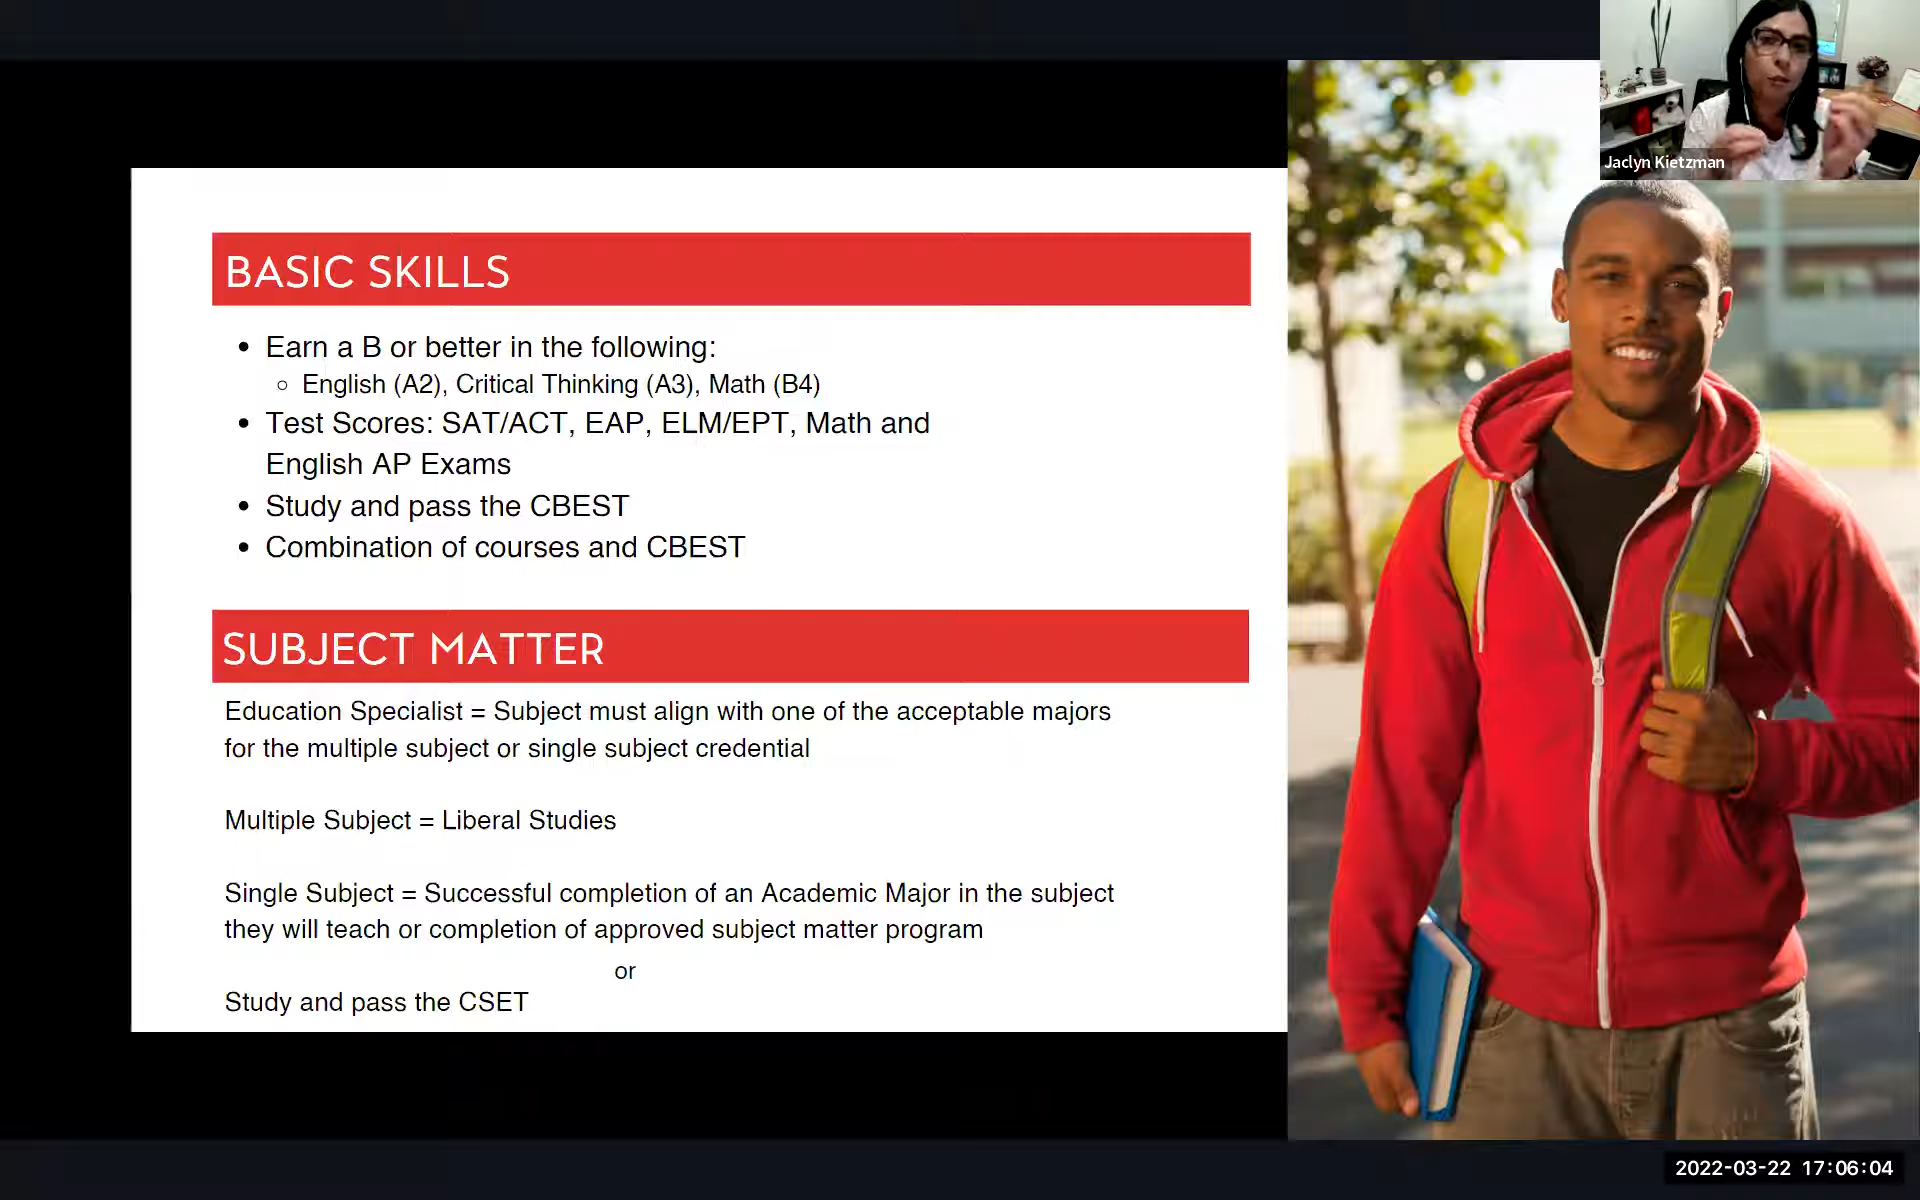 Jaclyn Kietzman
BASIC SKILLS
• Earn a B or better in the following:
○ English (A2), Critical Thinking (A3), Math (B4)
• Test Scores: SAT/ACT, EAP, ELM/EPT, Math and
English AP Exams
• Study and pass the CBEST
• Combination of courses and CBEST
SUBJECT MATTER
Education Specialist = Subject must align with one of the acceptable majors
for the multiple subject or single subject credential
Multiple Subject = Liberal Studies
Single Subject = Successful completion of an Academic Major in the subject
they will teach or completion of approved subject matter program
or
Study and pass the CSET
2022-03-22 17:06:04